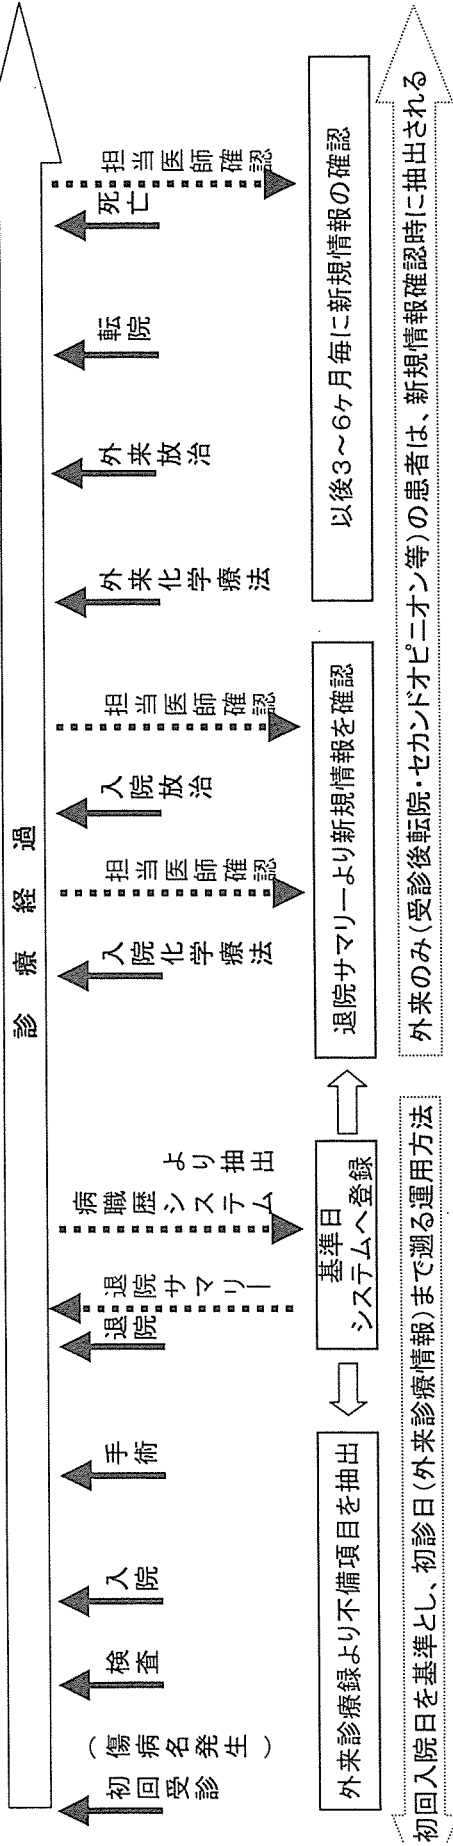 診療経過
初回受診
（傷病名発生）
検査
入院
手術
退院
退院サマリー
病職歴システム
より抽出
入院化学療法
担当医師確認
入院放治
担当医師確認
外来化学療法
外来放治
転院
死亡
担当医師確認
外来診療録より不備項目を抽出
基準日
システムへ登録
退院サマリーより新規情報を確認
以後3～6ヶ月毎に新規情報の確認
初回入院日を基準とし、初診日(外来診療情報)まで遡る運用方法
外来のみ(受診後転院・セカンドオピニオン等)の患者は、新規情報確認時に抽出される